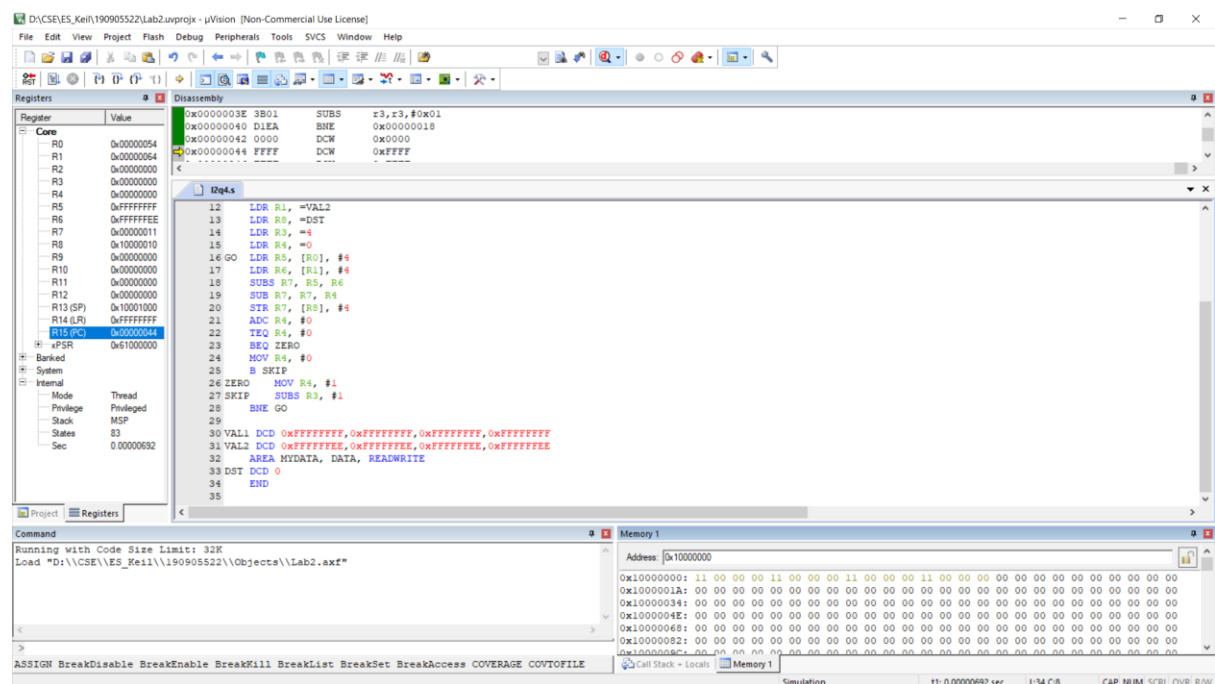 D:\CSE\ES_Keil\190905522\Lab2.uvprojx - µVision [Non-Commercial Use License]
File Edit View Project Flash Debug Peripherals Tools SVCS Window Help
Registers
Register Value
Core
R0 0x00000054
R1 0x00000064
R2 0x00000000
R3 0x00000000
R4 0x00000000
R5 0xFFFFFFFF
R6 0xFFFFFFEE
R7 0x00000011
R8 0x10000010
R9 0x00000000
R10 0x00000000
R11 0x00000000
R12 0x00000000
R13 (SP) 0x10001000
R14 (LR) 0xFFFFFFFF
R15 (PC) 0x00000044
xPSR 0x61000000
Banked
System
Internal
Mode Thread
Privilege Privileged
Stack MSP
States 83
Sec 0.00000692
Project Registers
Disassembly
0x0000003E 3B01 SUBS r3,r3,#0x01
0x00000040 D1EA BNE 0x00000018
0x00000042 0000 DCW 0x0000
0x00000044 FFFF DCW 0xFFFF
l2q4.s
12 LDR R1, =VAL2
13 LDR R8, =DST
14 LDR R3, =4
15 LDR R4, =0
16 GO LDR R5, [R0], #4
17 LDR R6, [R1], #4
18 SUBS R7, R5, R6
19 SUB R7, R7, R4
20 STR R7, [R8], #4
21 ADC R4, #0
22 TEQ R4, #0
23 BEQ ZERO
24 MOV R4, #0
25 B SKIP
26 ZERO MOV R4, #1
27 SKIP SUBS R3, #1
28 BNE GO
29
30 VAL1 DCD 0xFFFFFFFF,0xFFFFFFFF,0xFFFFFFFF,0xFFFFFFFF
31 VAL2 DCD 0xFFFFFFEE,0xFFFFFFEE,0xFFFFFFEE,0xFFFFFFEE
32 AREA MYDATA, DATA, READWRITE
33 DST DCD 0
34 END
35
Command
Running with Code Size Limit: 32K
Load "D:\\CSE\\ES_Keil\\190905522\\Objects\\Lab2.axf"
>
ASSIGN BreakDisable BreakEnable BreakKill BreakList BreakSet BreakAccess COVERAGE COVTOFILE
Memory 1
Address: 0x10000000
0x10000000: 11 00 00 00 11 00 00 00 11 00 00 00 11 00 00 00 00 00 00 00 00 00 00 00 00 00
0x1000001A: 00 00 00 00 00 00 00 00 00 00 00 00 00 00 00 00 00 00 00 00 00 00 00 00 00 00
0x10000034: 00 00 00 00 00 00 00 00 00 00 00 00 00 00 00 00 00 00 00 00 00 00 00 00 00 00
0x1000004E: 00 00 00 00 00 00 00 00 00 00 00 00 00 00 00 00 00 00 00 00 00 00 00 00 00 00
0x10000068: 00 00 00 00 00 00 00 00 00 00 00 00 00 00 00 00 00 00 00 00 00 00 00 00 00 00
0x10000082: 00 00 00 00 00 00 00 00 00 00 00 00 00 00 00 00 00 00 00 00 00 00 00 00 00 00
Call Stack + Locals Memory 1
Simulation t1: 0.00000692 sec L:34 C:8 CAP NUM SCRL OVR R/W